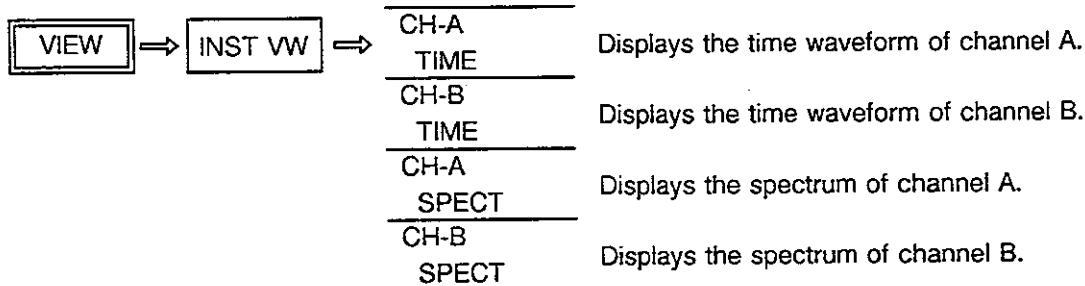 VIEW
INST VW
CH-A
TIME
Displays the time waveform of channel A.
CH-B
TIME
Displays the time waveform of channel B.
CH-A
SPECT
Displays the spectrum of channel A.
CH-B
SPECT
Displays the spectrum of channel B.